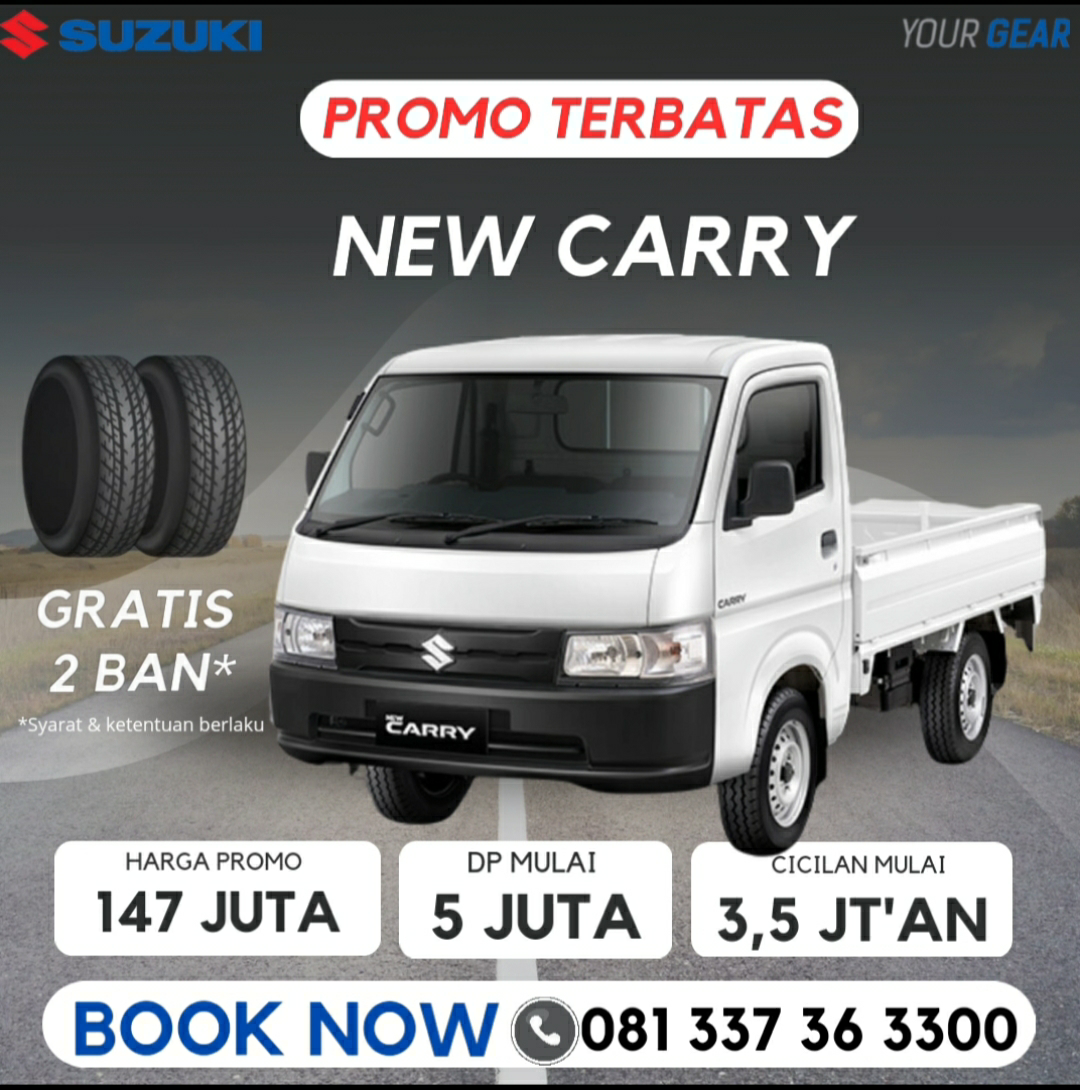 SUZUKI
YOUR GEAR
PROMO TERBATAS
NEW CARRY
GRATIS
2 BAN*
*Syarat & ketentuan berlaku
CARRY
NEW
CARRY
HARGA PROMO
147 JUTA
DP MULAI
5 JUTA
CICILAN MULAI
3,5 JT'AN
BOOK NOW 081 337 36 3300